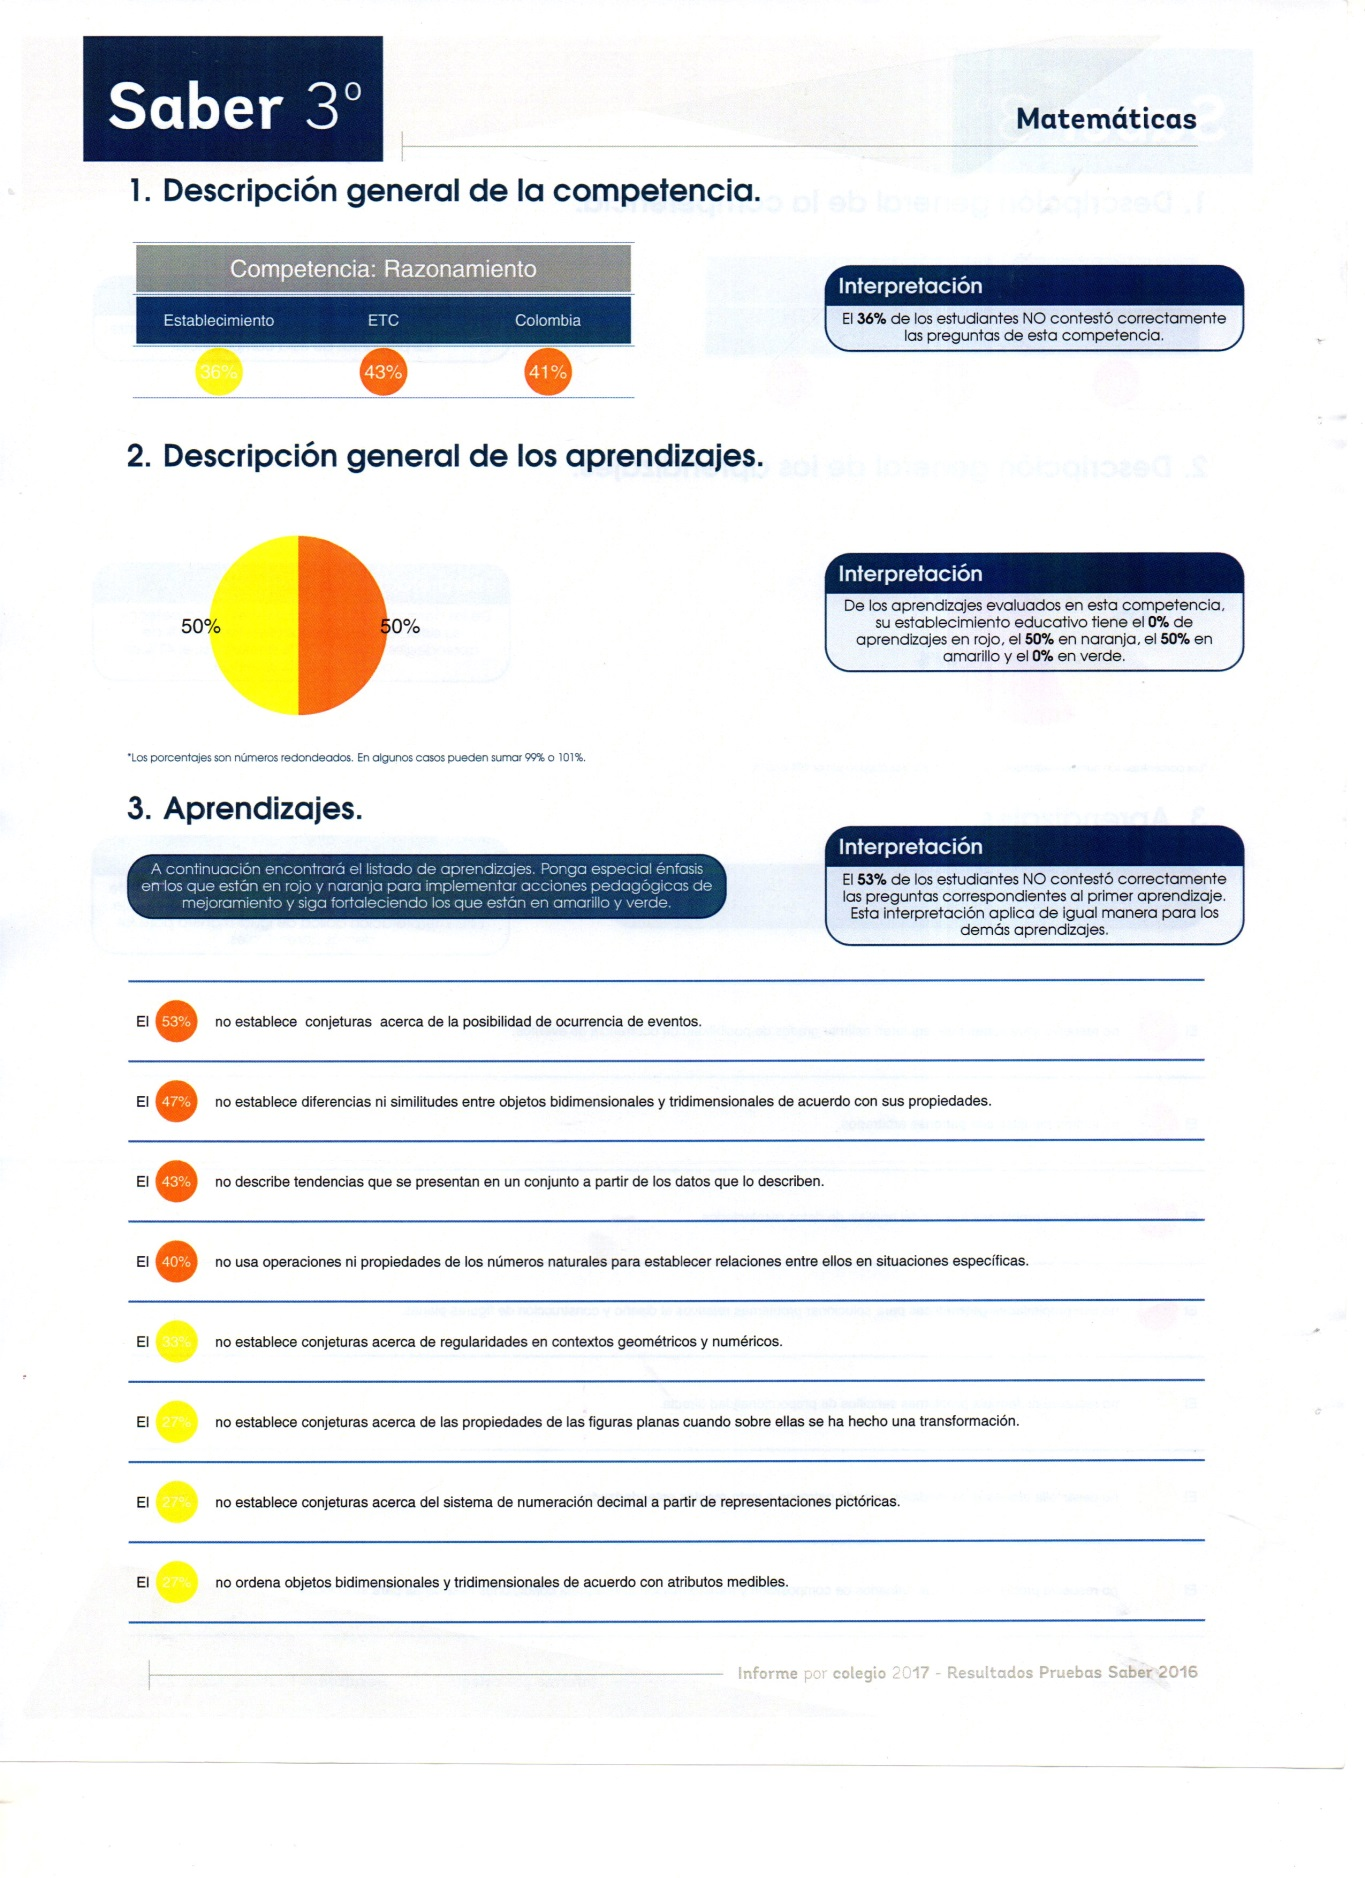 Saber 3º
Matemáticas
1. Descripción general de la competencia.
Competencia: Razonamiento
Establecimiento ETC Colombia
36% 43% 41%
Interpretación
El 36% de los estudiantes NO contestó correctamente
las preguntas de esta competencia.
2. Descripción general de los aprendizajes.
50% 50%
Interpretación
De los aprendizajes evaluados en esta competencia,
su establecimiento educativo tiene el 0% de
aprendizajes en rojo, el 50% en naranja, el 50% en
amarillo y el 0% en verde.
*Los porcentajes son números redondeados. En algunos casos pueden sumar 99% o 101%.
3. Aprendizajes.
A continuación encontrará el listado de aprendizajes. Ponga especial énfasis
en los que están en rojo y naranja para implementar acciones pedagógicas de
mejoramiento y siga fortaleciendo los que están en amarillo y verde.
Interpretación
El 53% de los estudiantes NO contestó correctamente
las preguntas correspondientes al primer aprendizaje.
Esta interpretación aplica de igual manera para los
demás aprendizajes.
El 53% no establece conjeturas acerca de la posibilidad de ocurrencia de eventos.
El 47% no establece diferencias ni similitudes entre objetos bidimensionales y tridimensionales de acuerdo con sus propiedades.
El 43% no describe tendencias que se presentan en un conjunto a partir de los datos que lo describen.
El 40% no usa operaciones ni propiedades de los números naturales para establecer relaciones entre ellos en situaciones específicas.
El 33% no establece conjeturas acerca de regularidades en contextos geométricos y numéricos.
El 27% no establece conjeturas acerca de las propiedades de las figuras planas cuando sobre ellas se ha hecho una transformación.
El 27% no establece conjeturas acerca del sistema de numeración decimal a partir de representaciones pictóricas.
El 27% no ordena objetos bidimensionales y tridimensionales de acuerdo con atributos medibles.
Informe por colegio 2017 - Resultados Pruebas Saber 2016